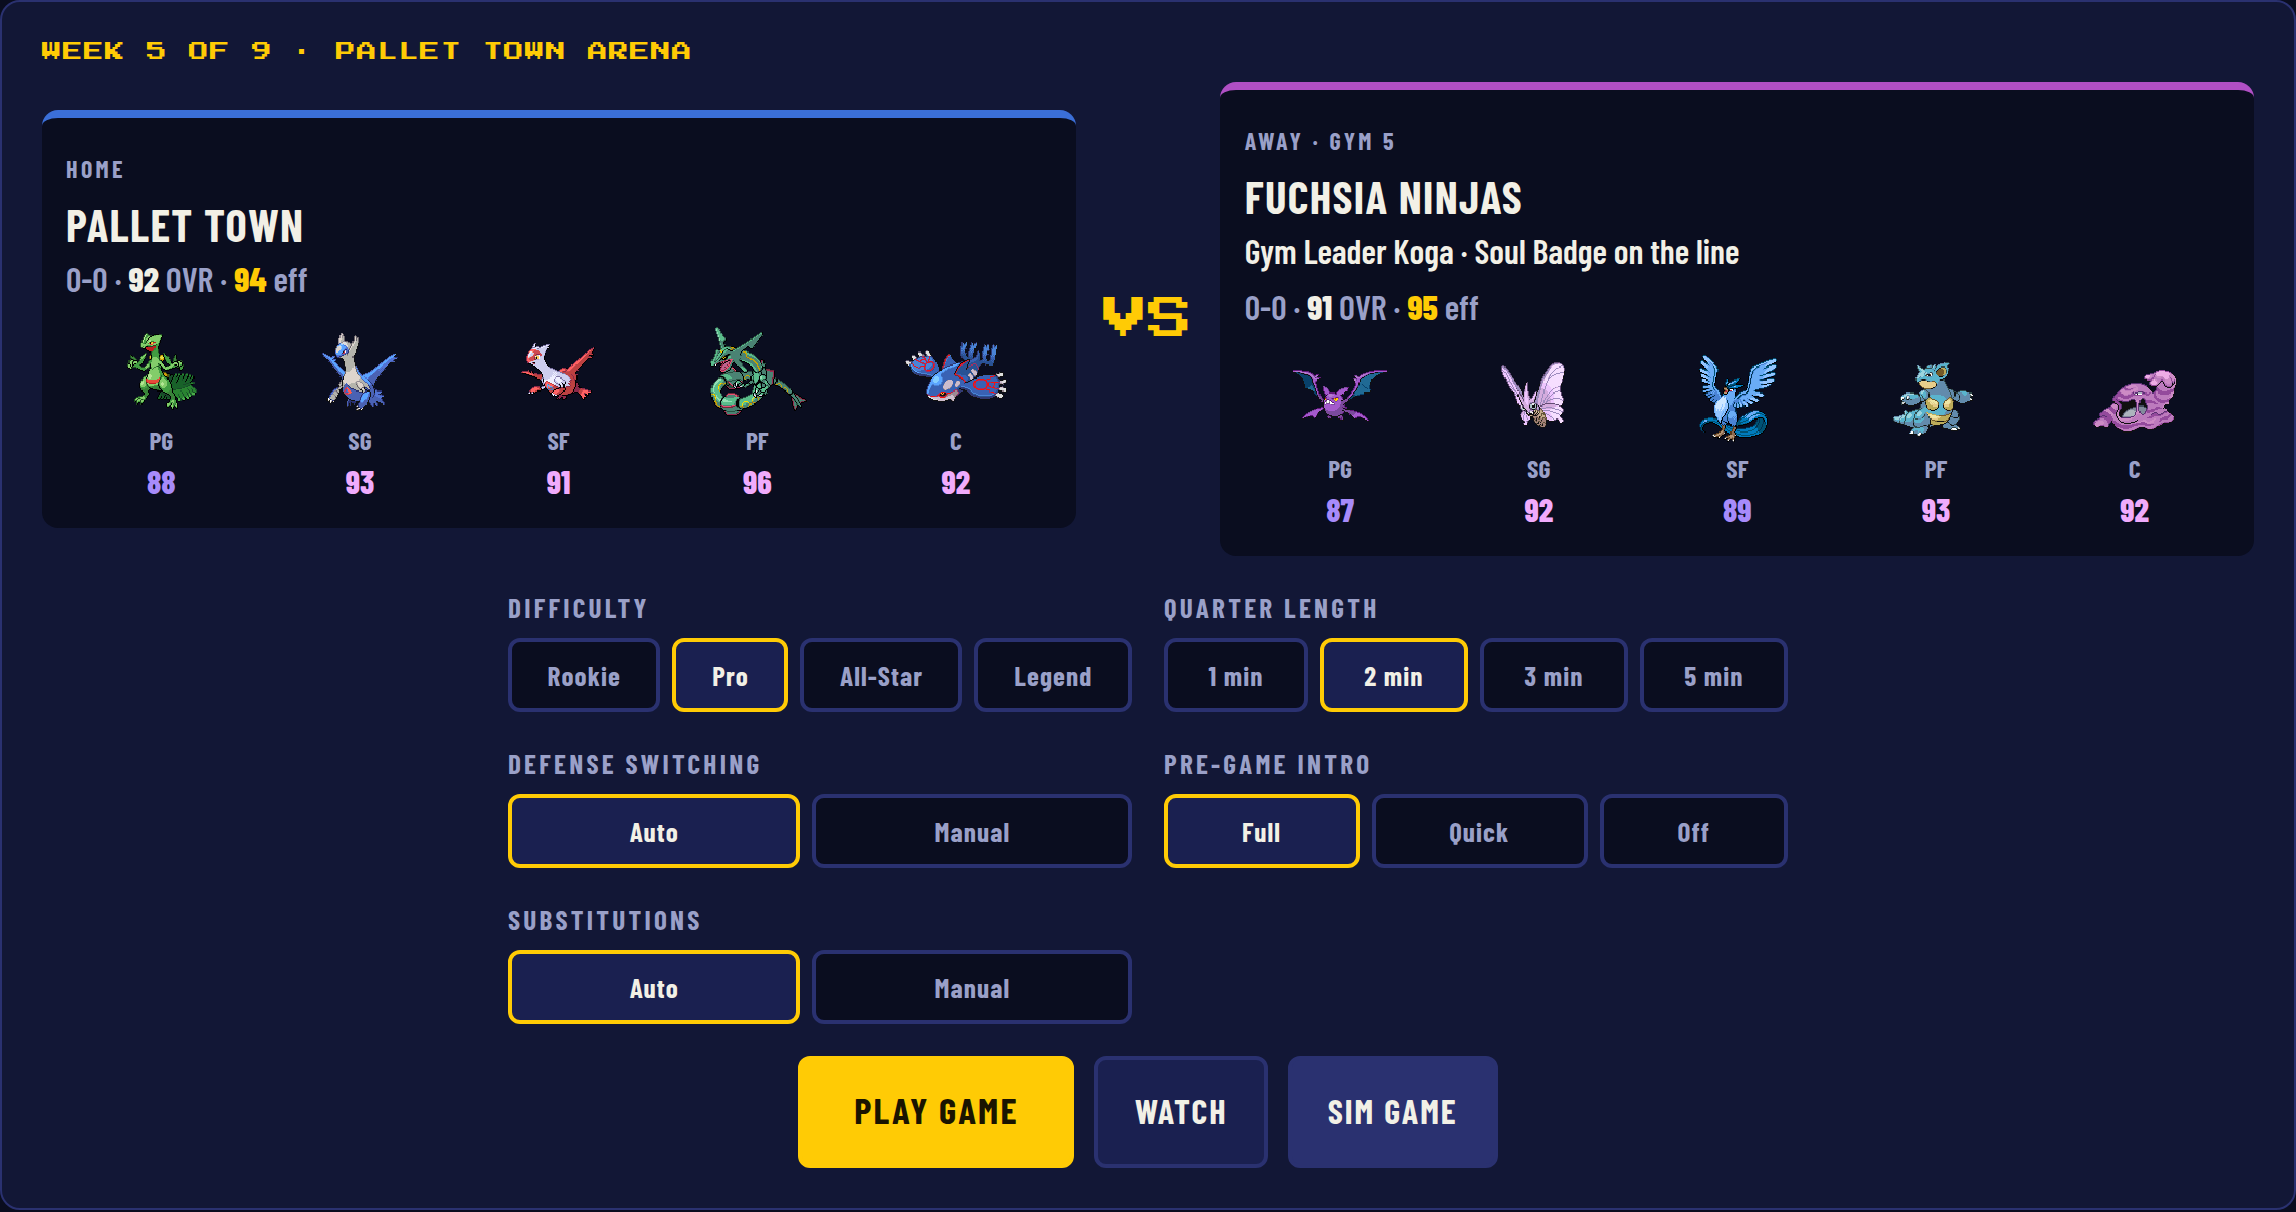 WEEK 5 OF 9 · PALLET TOWN ARENA
HOME
PALLET TOWN
0-0 · 92 OVR · 94 eff
PG SG SF PF C
88 93 91 96 92
VS
AWAY · GYM 5
FUCHSIA NINJAS
Gym Leader Koga · Soul Badge on the line
0-0 · 91 OVR · 95 eff
PG SG SF PF C
87 92 89 93 92
DIFFICULTY
Rookie Pro All-Star Legend
QUARTER LENGTH
1 min 2 min 3 min 5 min
DEFENSE SWITCHING
Auto Manual
PRE-GAME INTRO
Full Quick Off
SUBSTITUTIONS
Auto Manual
PLAY GAME WATCH SIM GAME